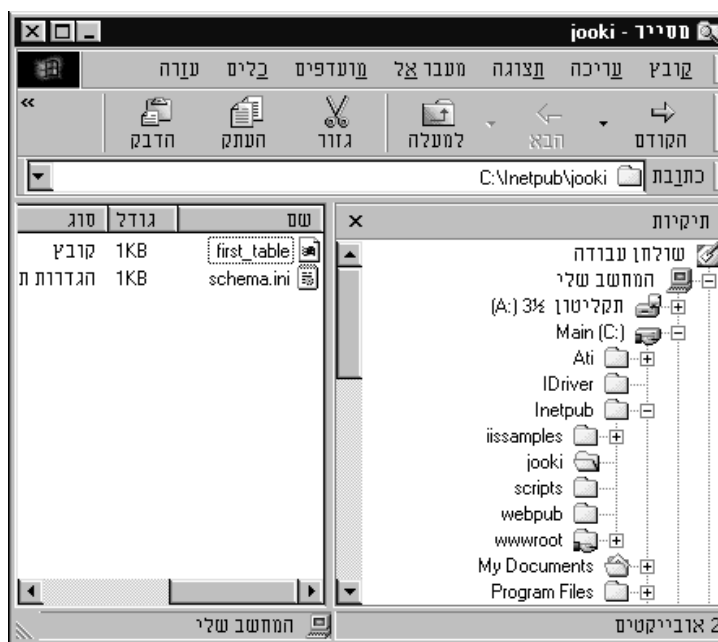 מסייר - jooki
קובץ עריכה תצוגה מעבר אל מועדפים כלים עזרה
הקודם הבא למעלה גזור העתק הדבק »
כתובת C:\Inetpub\jooki
תיקיות
שולחן עבודה
המחשב שלי
תקליטון 3½ (A:)
Main (C:)
Ati
IDriver
Inetpub
iissamples
jooki
scripts
webpub
wwwroot
My Documents
Program Files
שם גודל סוג
first_table 1KB קובץ
schema.ini 1KB הגדרות ת
2 אובייקטים המחשב שלי